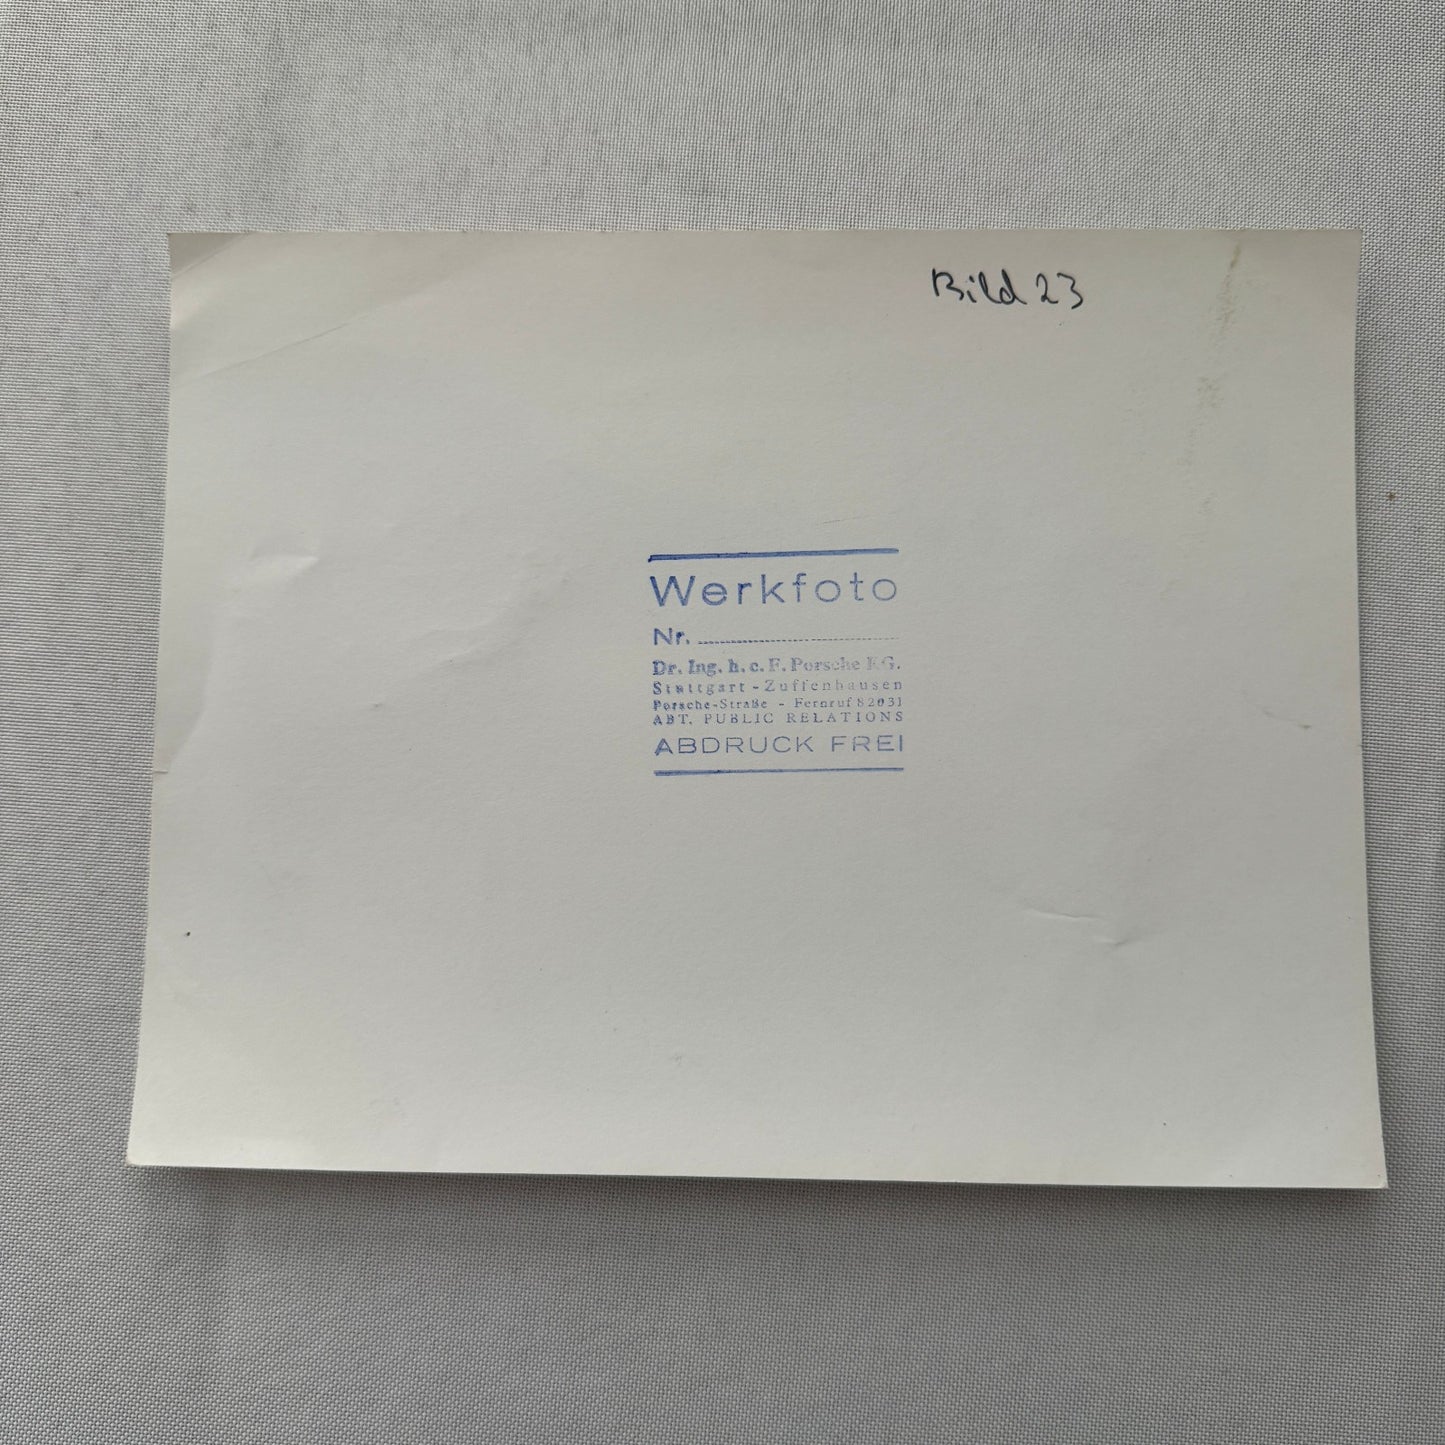 Bild 23
Werkfoto
Nr.
Dr. Ing. h. c. F. Porsche KG.
Stuttgart - Zuffenhausen
Porsche-Straße - Fernruf 82031
ABT. PUBLIC RELATIONS
ABDRUCK FREI